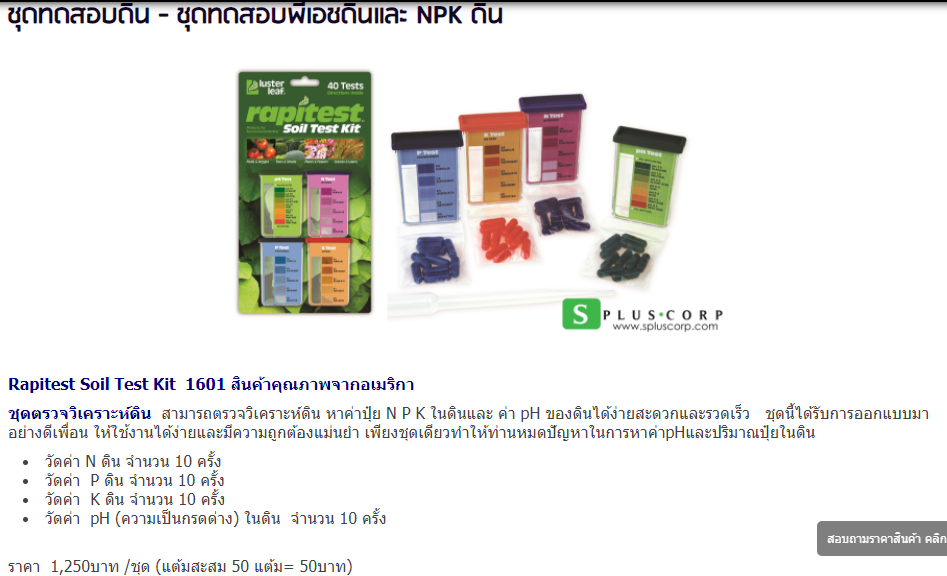 ชุดทดสอบดิน - ชุดทดสอบพีเอชดินและ NPK ดิน
luster leaf.
40 Tests
rapitest
Soil Test Kit
P Test
K Test
N Test
pH Test
S PLUS•CORP
www.spluscorp.com
Rapitest Soil Test Kit 1601 สินค้าคุณภาพจากอเมริกา
ชุดตรวจวิเคราะห์ดิน สามารถตรวจวิเคราะห์ดิน หาค่าปุ๋ย N P K ในดินและ ค่า pH ของดินได้ง่ายสะดวกและรวดเร็ว ชุดนี้ได้รับการออกแบบมา
อย่างดีเพื่อน ให้ใช้งานได้ง่ายและมีความถูกต้องแม่นยำ เพียงชุดเดียวทำให้ท่านหมดปัญหาในการหาค่าpHและปริมาณปุ๋ยในดิน
• วัดค่า N ดิน จำนวน 10 ครั้ง
• วัดค่า P ดิน จำนวน 10 ครั้ง
• วัดค่า K ดิน จำนวน 10 ครั้ง
• วัดค่า pH (ความเป็นกรดด่าง) ในดิน จำนวน 10 ครั้ง
สอบถามราคาสินค้า คลิก
ราคา 1,250บาท /ชุด (แต้มสะสม 50 แต้ม= 50บาท)